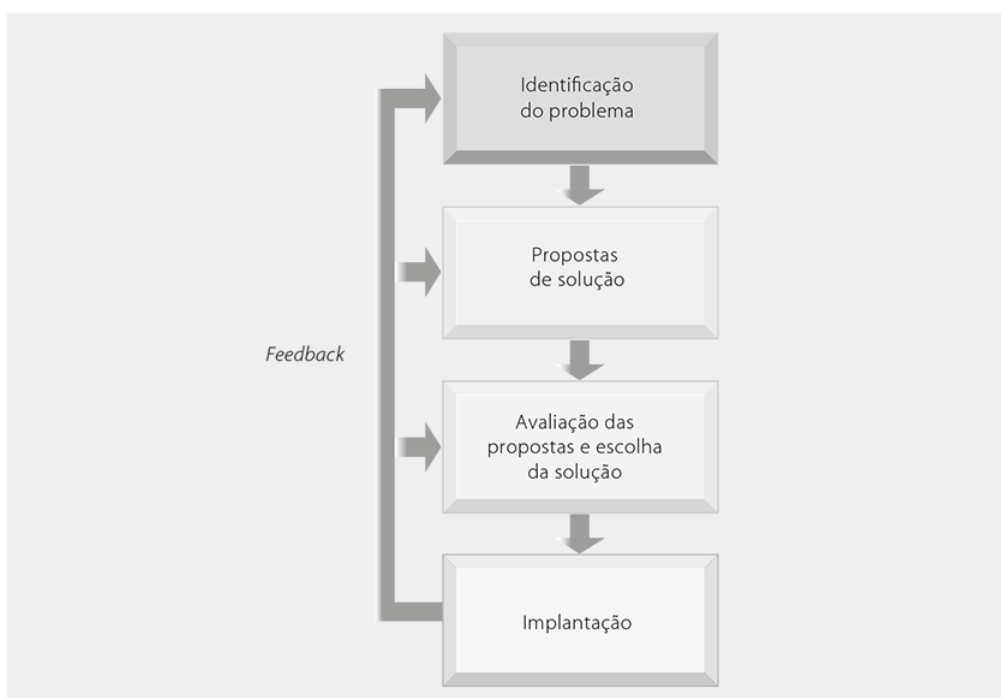 Identificação
do problema
Propostas
de solução
Feedback
Avaliação das
propostas e escolha
da solução
Implantação